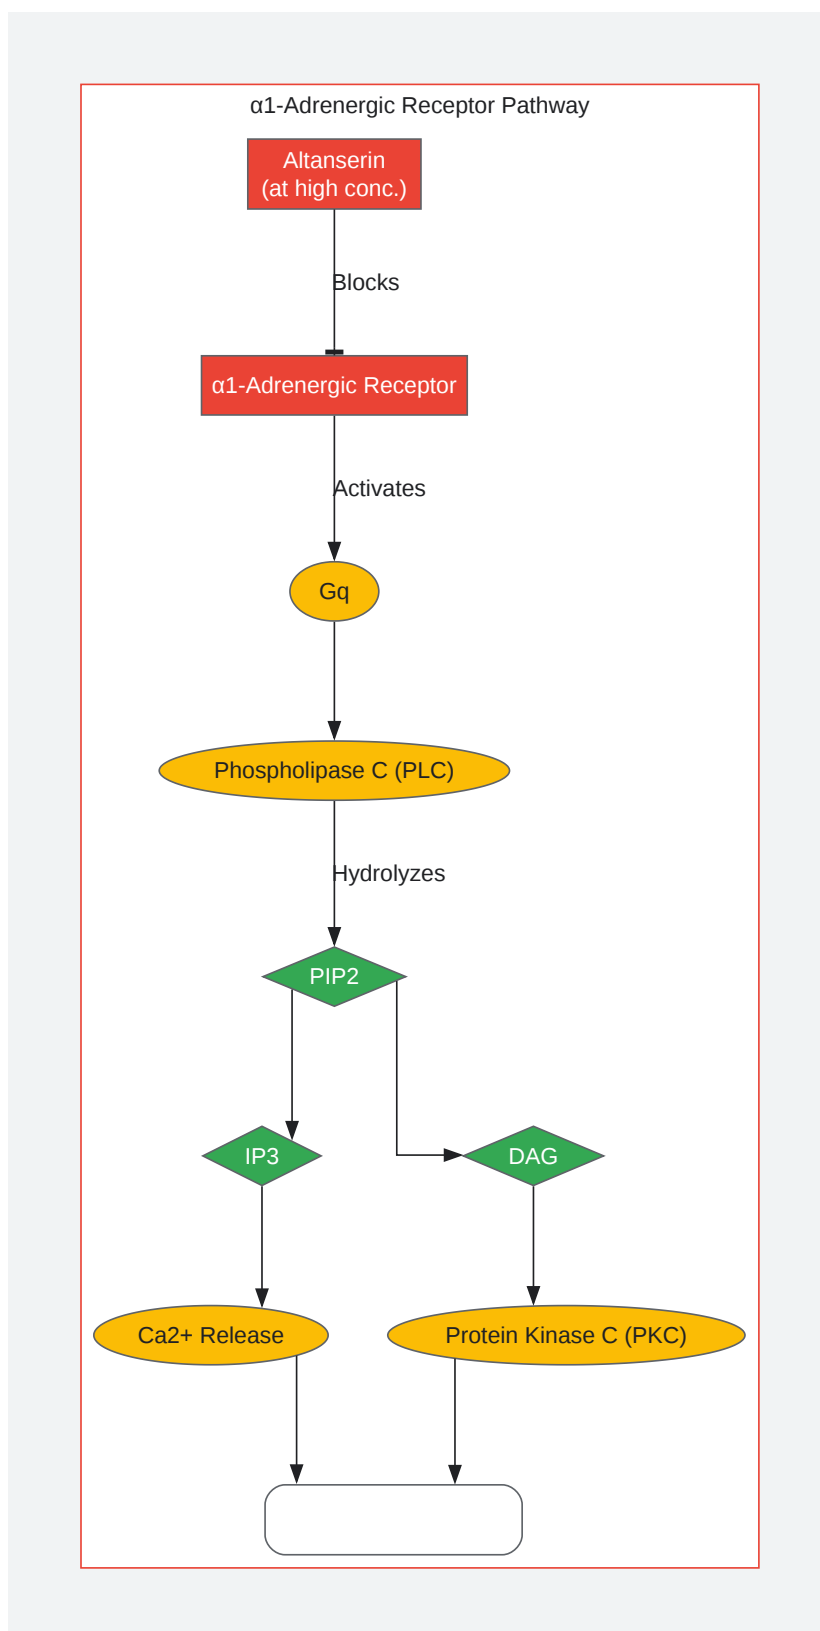 α1-Adrenergic Receptor Pathway
Altanserin
(at high conc.)
Blocks
α1-Adrenergic Receptor
Activates
Gq
Phospholipase C (PLC)
Hydrolyzes
PIP2
IP3
DAG
Ca2+ Release
Protein Kinase C (PKC)